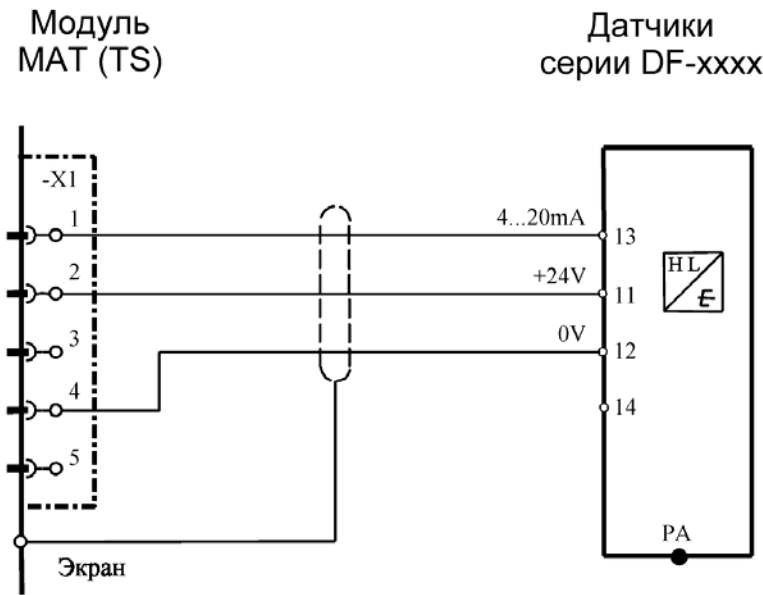 Модуль
MAT (TS)
Датчики
серии DF-xxxx
-X1
1
4...20mA
13
2
+24V
11
HL
E
3
0V
12
4
14
5
PA
Экран